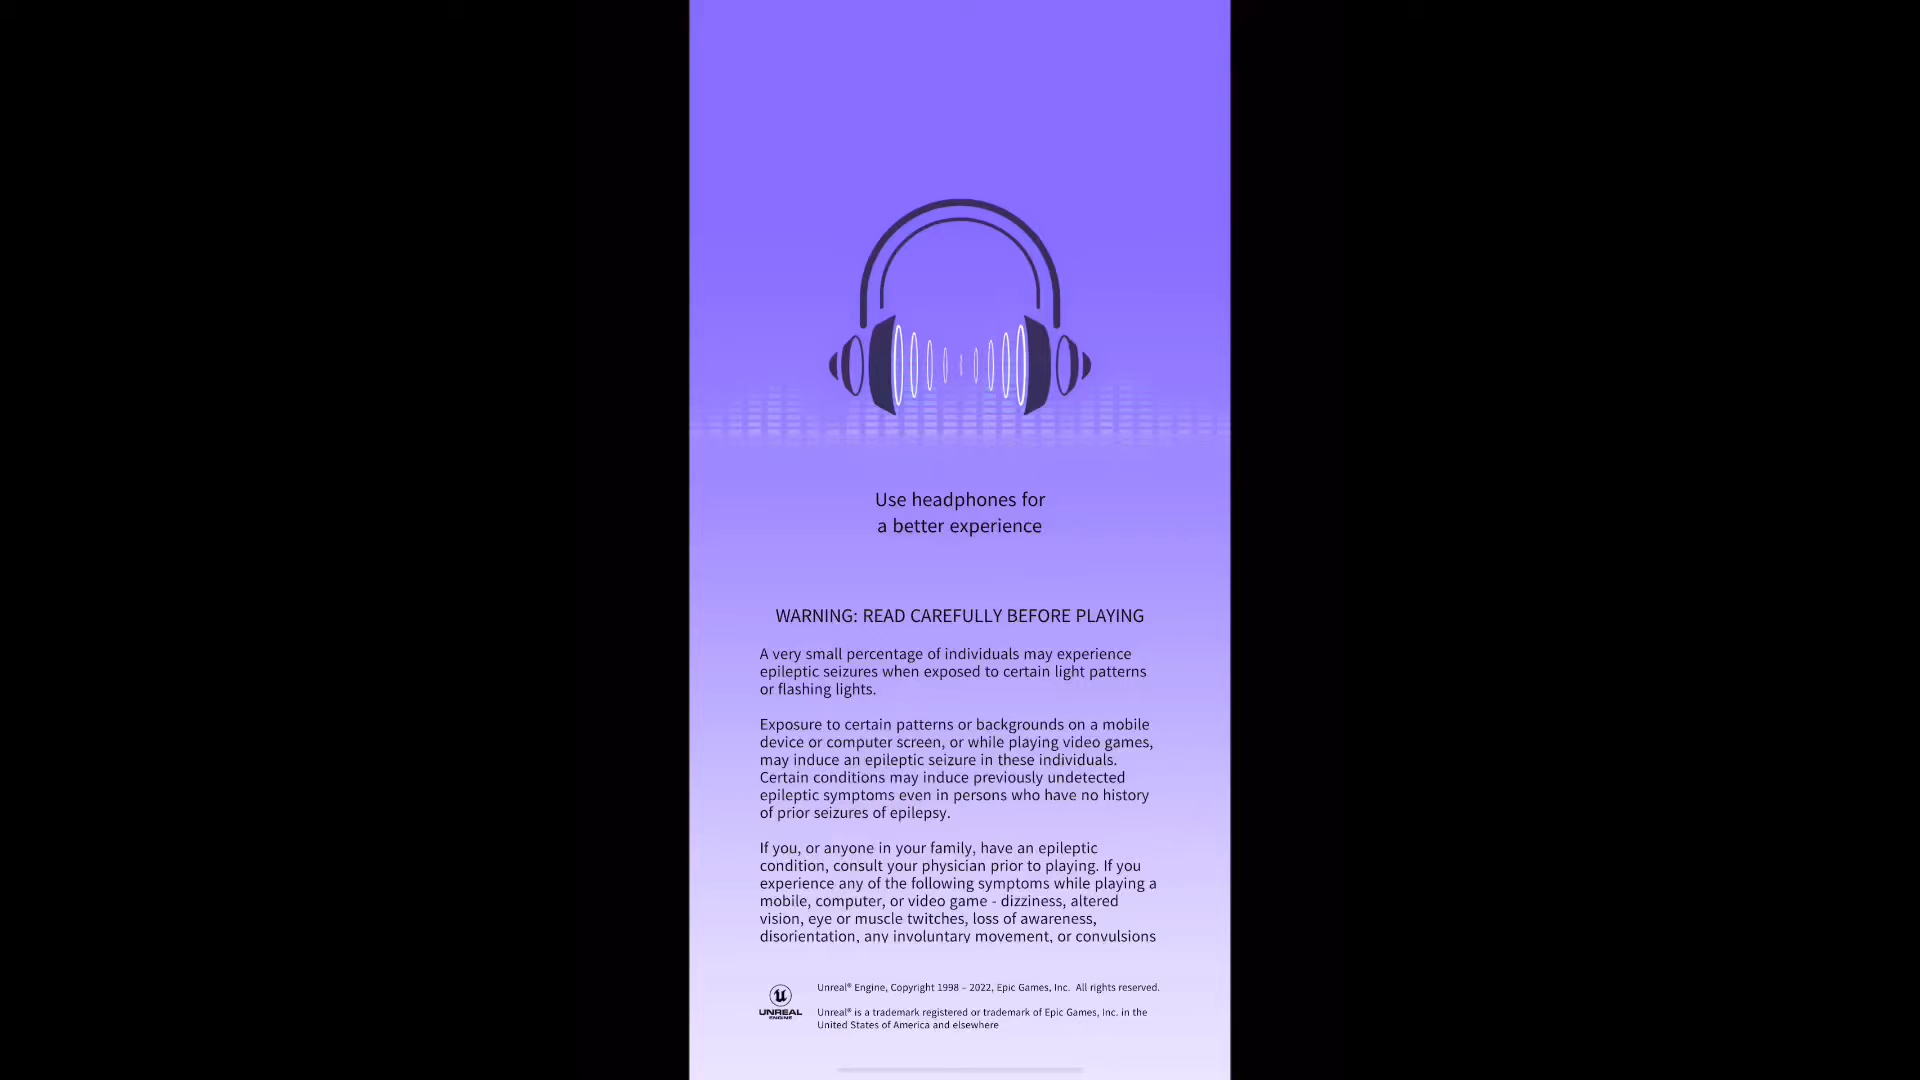 Use headphones for
a better experience
WARNING: READ CAREFULLY BEFORE PLAYING
A very small percentage of individuals may experience
epileptic seizures when exposed to certain light patterns
or flashing lights.
Exposure to certain patterns or backgrounds on a mobile
device or computer screen, or while playing video games,
may induce an epileptic seizure in these individuals.
Certain conditions may induce previously undetected
epileptic symptoms even in persons who have no history
of prior seizures of epilepsy.
If you, or anyone in your family, have an epileptic
condition, consult your physician prior to playing. If you
experience any of the following symptoms while playing a
mobile, computer, or video game - dizziness, altered
vision, eye or muscle twitches, loss of awareness,
disorientation, any involuntary movement, or convulsions
Unreal® Engine, Copyright 1998 – 2022, Epic Games, Inc. All rights reserved.
UNREAL
ENGINE
Unreal® is a trademark registered or trademark of Epic Games, Inc. in the
United States of America and elsewhere